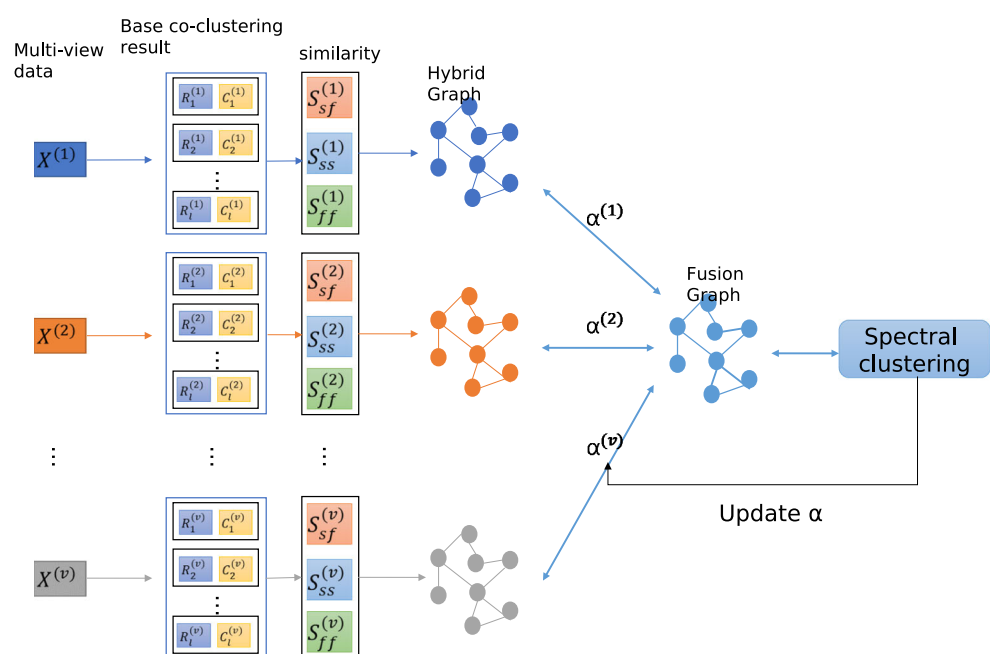 Multi-view
data
Base co-clustering
result
similarity
Hybrid
Graph
X^(1)
R_1^(1) C_1^(1)
R_2^(1) C_2^(1)
⋮
R_l^(1) C_l^(1)
S_sf^(1)
S_ss^(1)
S_ff^(1)
α^(1)
X^(2)
R_1^(2) C_1^(2)
R_2^(2) C_2^(2)
⋮
R_l^(2) C_l^(2)
S_sf^(2)
S_ss^(2)
S_ff^(2)
α^(2)
Fusion
Graph
Spectral
clustering
⋮ ⋮ ⋮
α^(v)
Update α
X^(v)
R_1^(v) C_1^(v)
R_2^(v) C_2^(v)
⋮
R_l^(v) C_l^(v)
S_sf^(v)
S_ss^(v)
S_ff^(v)